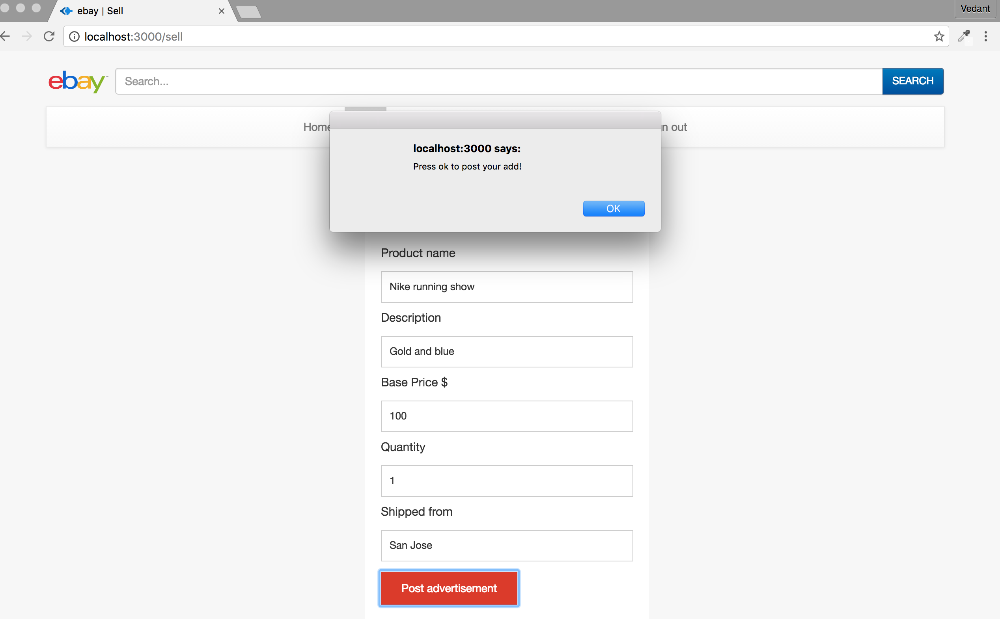 ebay | Sell
Vedant
localhost:3000/sell
ebay™
Search...
SEARCH
Home
n out
localhost:3000 says:
Press ok to post your add!
OK
Product name
Nike running show
Description
Gold and blue
Base Price $
100
Quantity
1
Shipped from
San Jose
Post advertisement